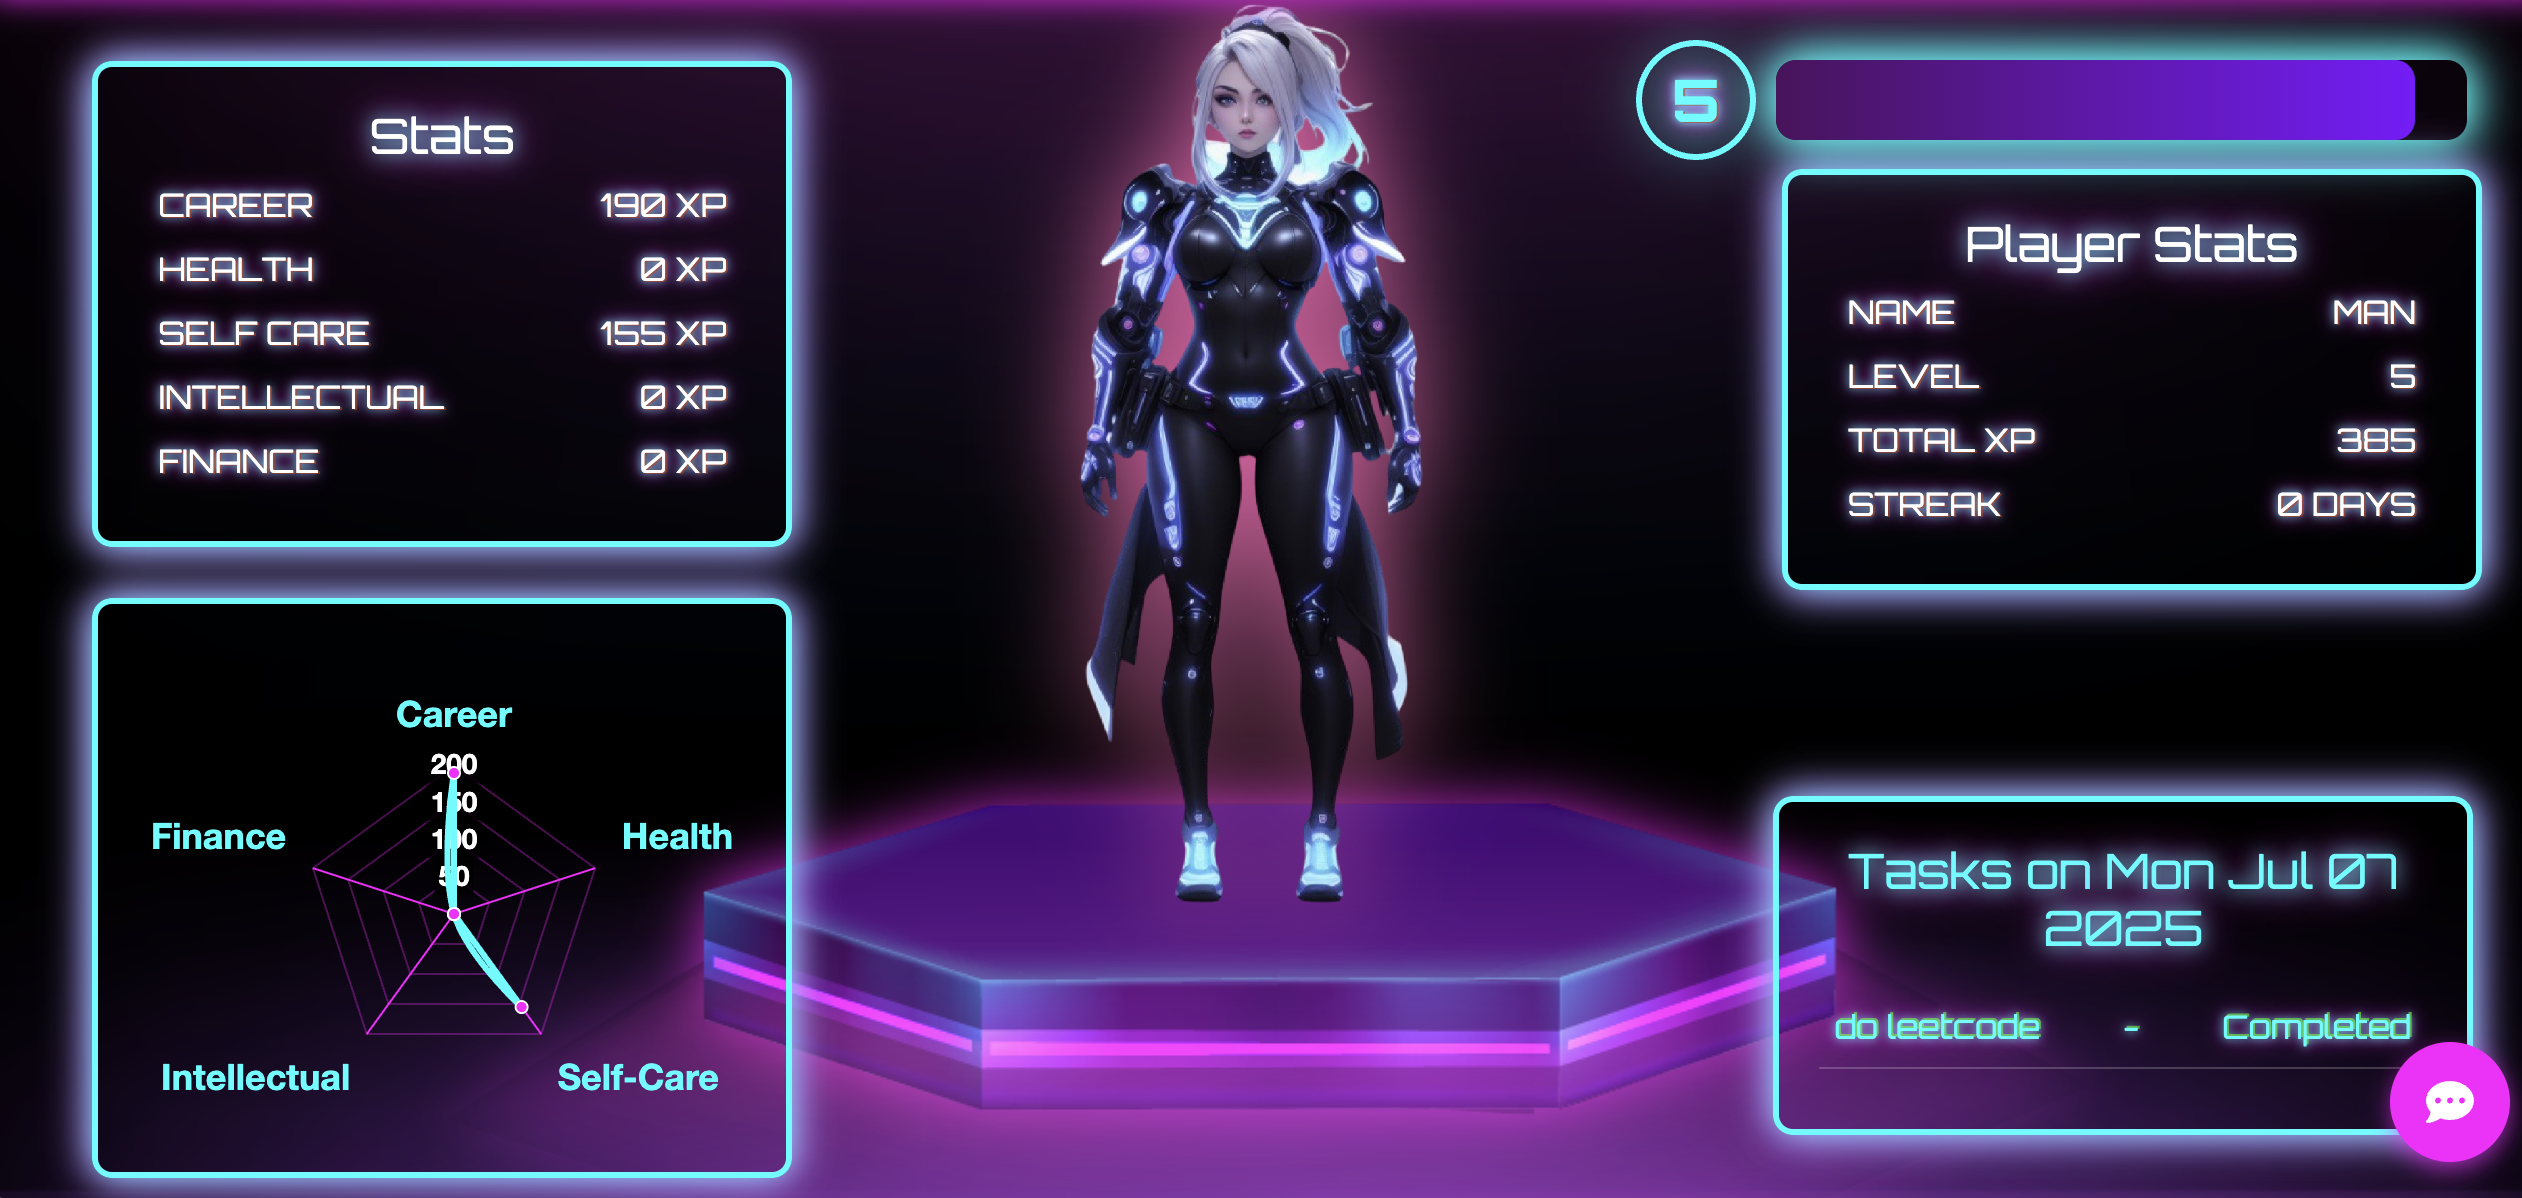 Stats
CAREER 190 XP
HEALTH 0 XP
SELF CARE 155 XP
INTELLECTUAL 0 XP
FINANCE 0 XP
Career
200
150
100
50
Finance
Health
Intellectual
Self-Care
5
Player Stats
NAME MAN
LEVEL 5
TOTAL XP 385
STREAK 0 DAYS
Tasks on Mon Jul 07
2025
do leetcode - Completed